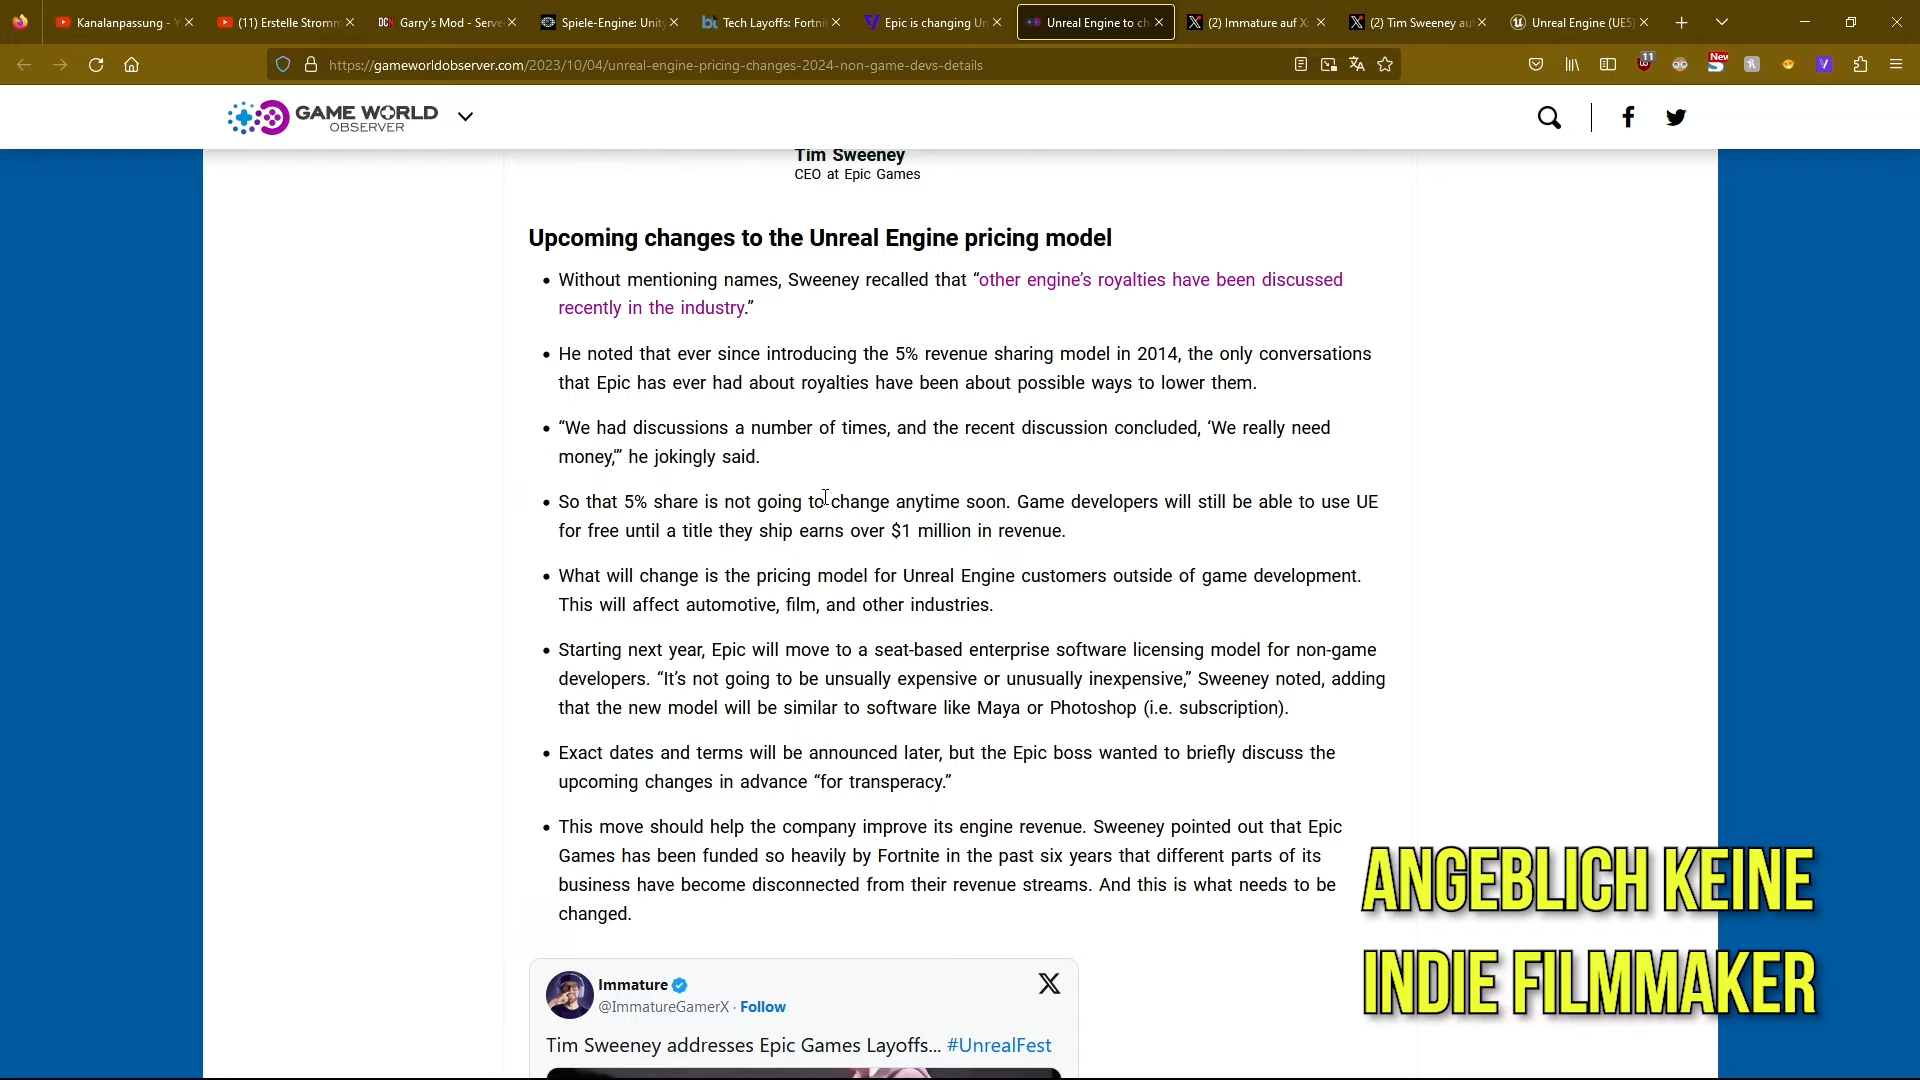 Kanalanpassung - Y
(11) Erstelle Stromm
Garry's Mod - Serve
Spiele-Engine: Unity
Tech Layoffs: Fortni
Epic is changing Un
Unreal Engine to ch
(2) Immature auf X:
(2) Tim Sweeney au
Unreal Engine (UE5)
https://gameworldobserver.com/2023/10/04/unreal-engine-pricing-changes-2024-non-game-devs-details
11
New
GAME WORLD
OBSERVER
Tim Sweeney
CEO at Epic Games
Upcoming changes to the Unreal Engine pricing model
• Without mentioning names, Sweeney recalled that “other engine’s royalties have been discussed
recently in the industry.”
• He noted that ever since introducing the 5% revenue sharing model in 2014, the only conversations
that Epic has ever had about royalties have been about possible ways to lower them.
• “We had discussions a number of times, and the recent discussion concluded, ‘We really need
money,’” he jokingly said.
• So that 5% share is not going to change anytime soon. Game developers will still be able to use UE
for free until a title they ship earns over $1 million in revenue.
• What will change is the pricing model for Unreal Engine customers outside of game development.
This will affect automotive, film, and other industries.
• Starting next year, Epic will move to a seat-based enterprise software licensing model for non-game
developers. “It’s not going to be unsually expensive or unusually inexpensive,” Sweeney noted, adding
that the new model will be similar to software like Maya or Photoshop (i.e. subscription).
• Exact dates and terms will be announced later, but the Epic boss wanted to briefly discuss the
upcoming changes in advance “for transperacy.”
• This move should help the company improve its engine revenue. Sweeney pointed out that Epic
Games has been funded so heavily by Fortnite in the past six years that different parts of its
business have become disconnected from their revenue streams. And this is what needs to be
changed.
ANGEBLICH KEINE
INDIE FILMMAKER
Immature
@ImmatureGamerX · Follow
Tim Sweeney addresses Epic Games Layoffs... #UnrealFest